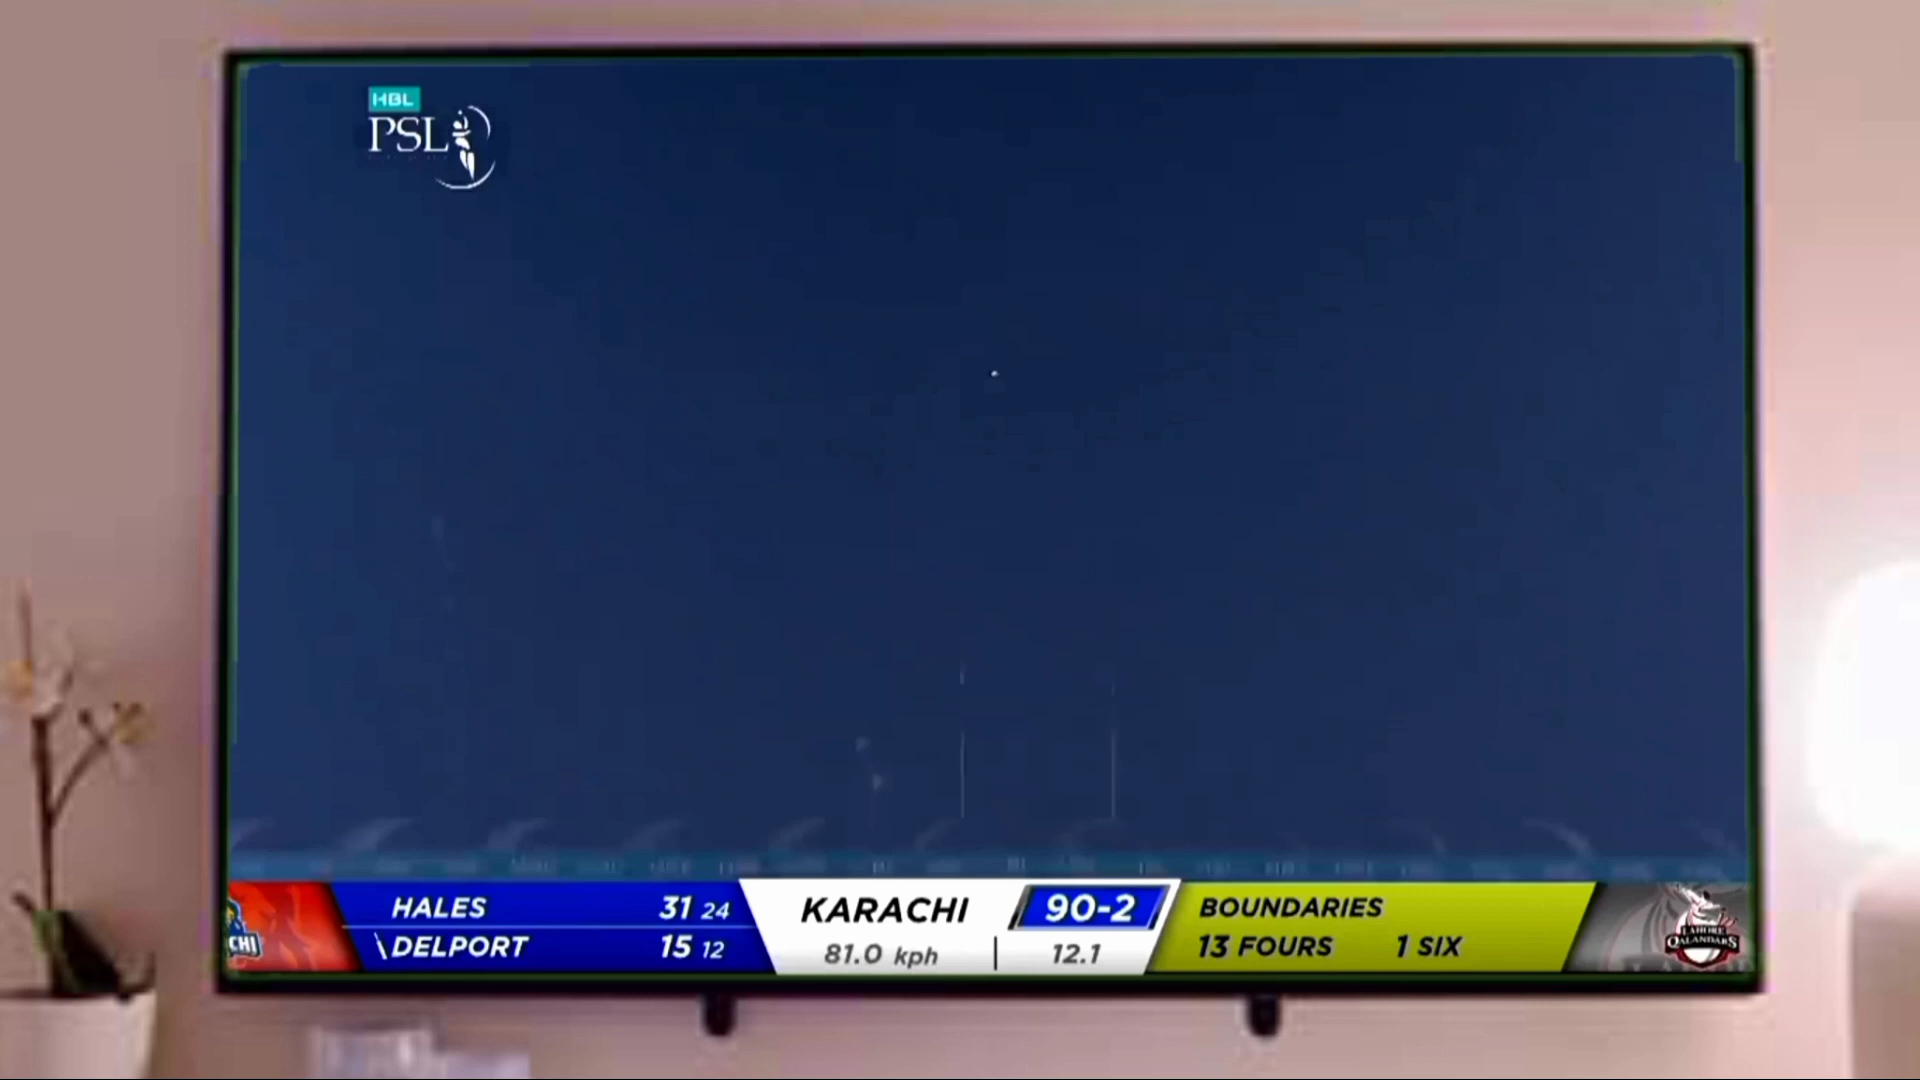 HBL
PSL
HALES 31 24
DELPORT 15 12
CHI
KARACHI 90-2
81.0 kph 12.1
BOUNDARIES
13 FOURS 1 SIX
LAHORE
QALANDARS